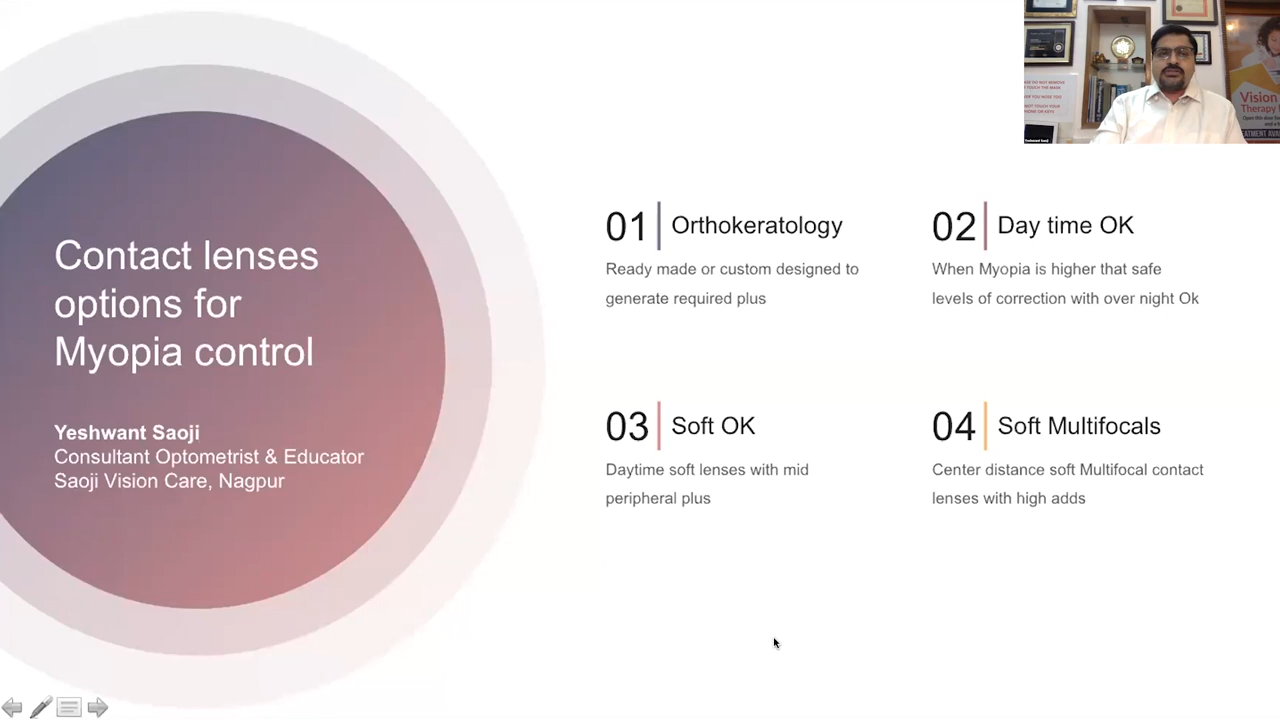 Contact lenses
options for
Myopia control
Yeshwant Saoji
Consultant Optometrist & Educator
Saoji Vision Care, Nagpur
01 Orthokeratology
Ready made or custom designed to
generate required plus
02 Day time OK
When Myopia is higher that safe
levels of correction with over night Ok
03 Soft OK
Daytime soft lenses with mid
peripheral plus
04 Soft Multifocals
Center distance soft Multifocal contact
lenses with high adds
Vision
Therapy
Yeshwant Saoji